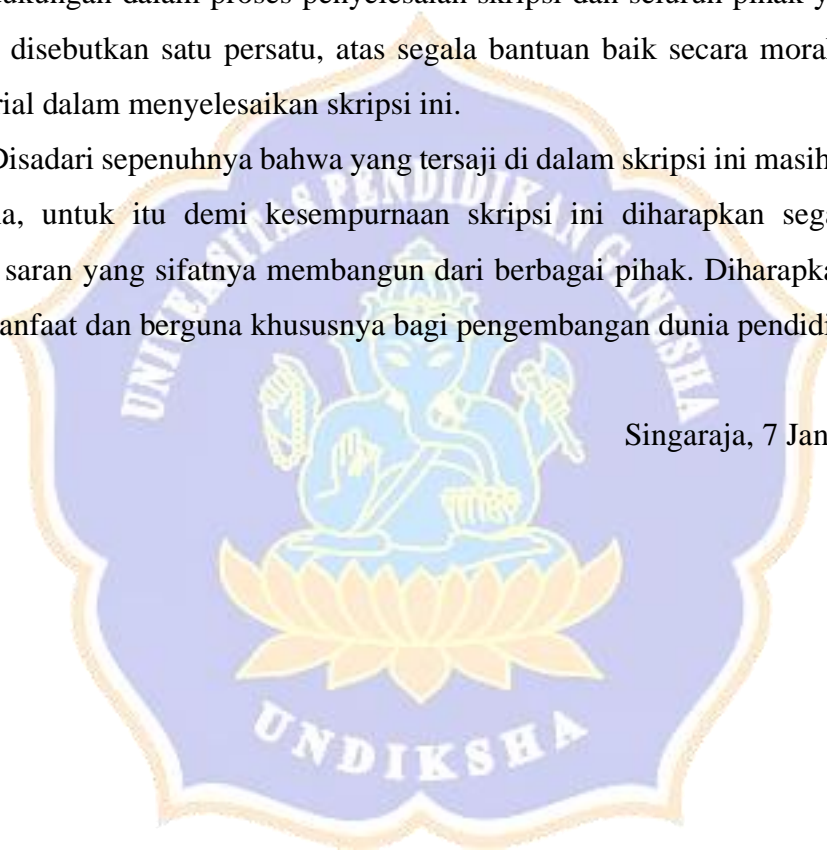 ukungan dalam proses penyelesaian skripsi dan seluruh pihak y
disebutkan satu persatu, atas segala bantuan baik secara moral
rial dalam menyelesaikan skripsi ini.
Disadari sepenuhnya bahwa yang tersaji di dalam skripsi ini masih
na, untuk itu demi kesempurnaan skripsi ini diharapkan sega
saran yang sifatnya membangun dari berbagai pihak. Diharapka
anfaat dan berguna khususnya bagi pengembangan dunia pendidi
Singaraja, 7 Jan
UNIVERSITAS PENDIDIKAN GANESHA
UNDIKSHA